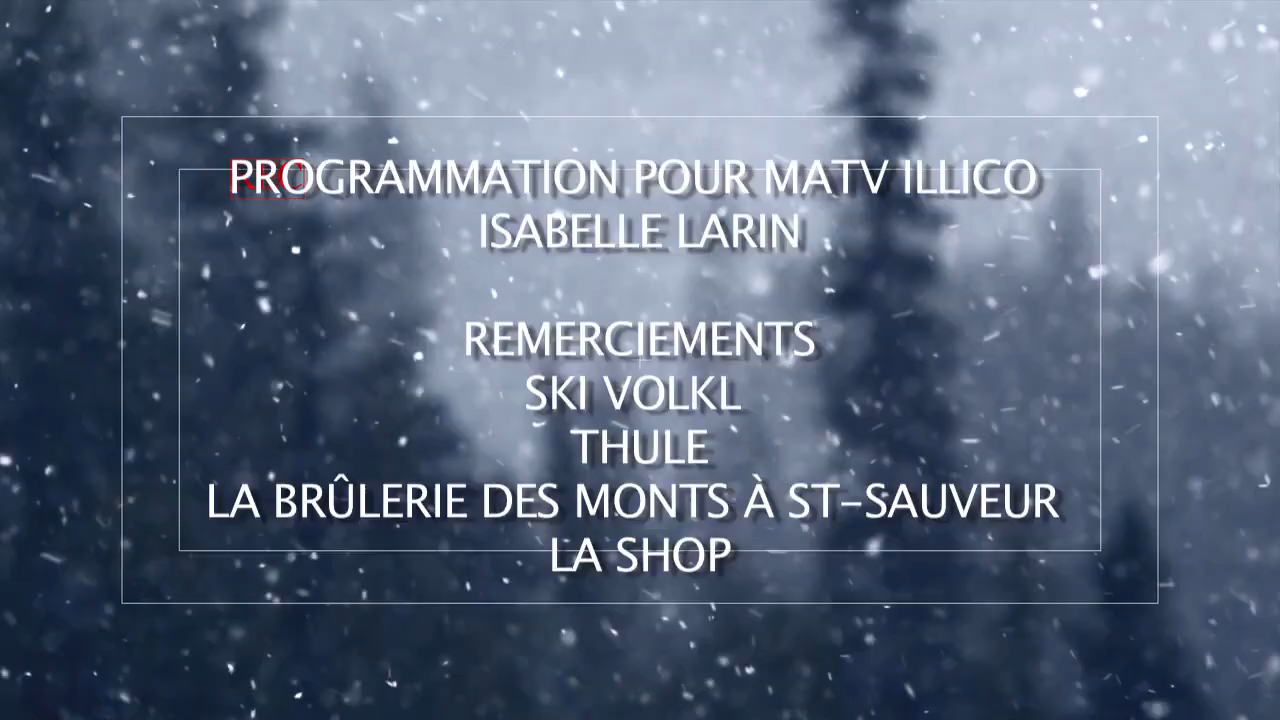 PROGRAMMATION POUR MATV ILLICO
ISABELLE LARIN
REMERCIEMENTS
SKI VOLKL
THULE
LA BRÛLERIE DES MONTS À ST-SAUVEUR
LA SHOP